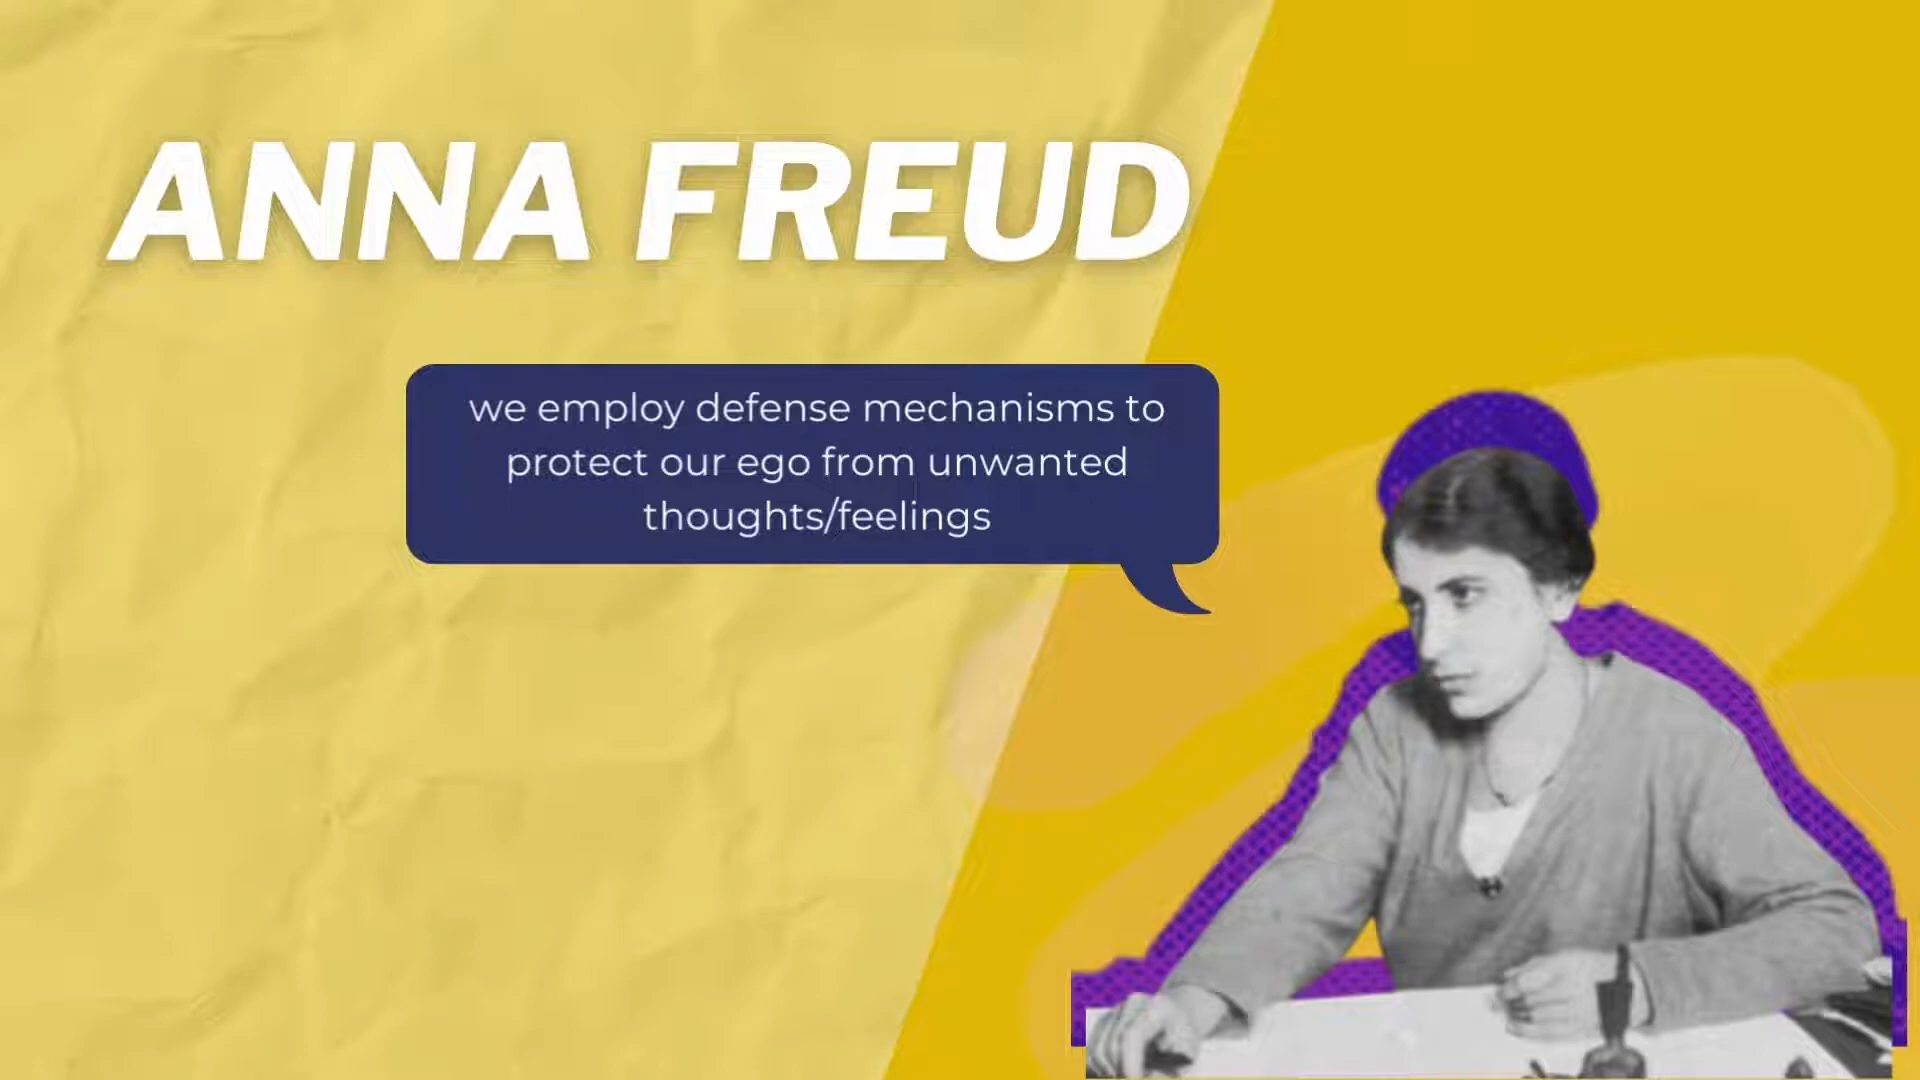 ANNA FREUD
we employ defense mechanisms to
protect our ego from unwanted
thoughts/feelings